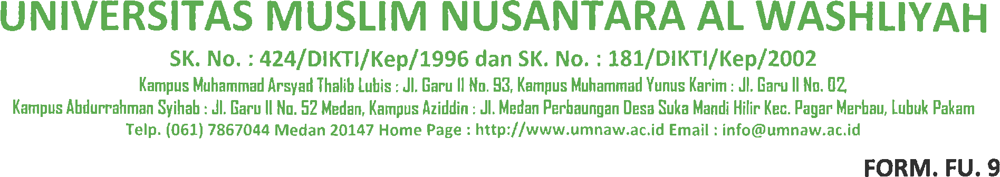 UNIVERSITAS MUSLIM NUSANTARA AL WASHLIYAH
SK. No. : 424/DIKTI/Kep/1996 dan SK. No. : 181/DIKTI/Kep/2002
Kampus Muhammad Arsyad Thalib Lubis : Jl. Garu II No. 93, Kampus Muhammad Yunus Karim : Jl. Garu II No. 02,
Kampus Abdurrahman Syihab : Jl. Garu II No. 52 Medan, Kampus Aziddin : Jl. Medan Perbaungan Desa Suka Mandi Hilir Kec. Pagar Merbau, Lubuk Pakam
Telp. (061) 7867044 Medan 20147 Home Page : http://www.umnaw.ac.id Email : info@umnaw.ac.id
FORM. FU. 9